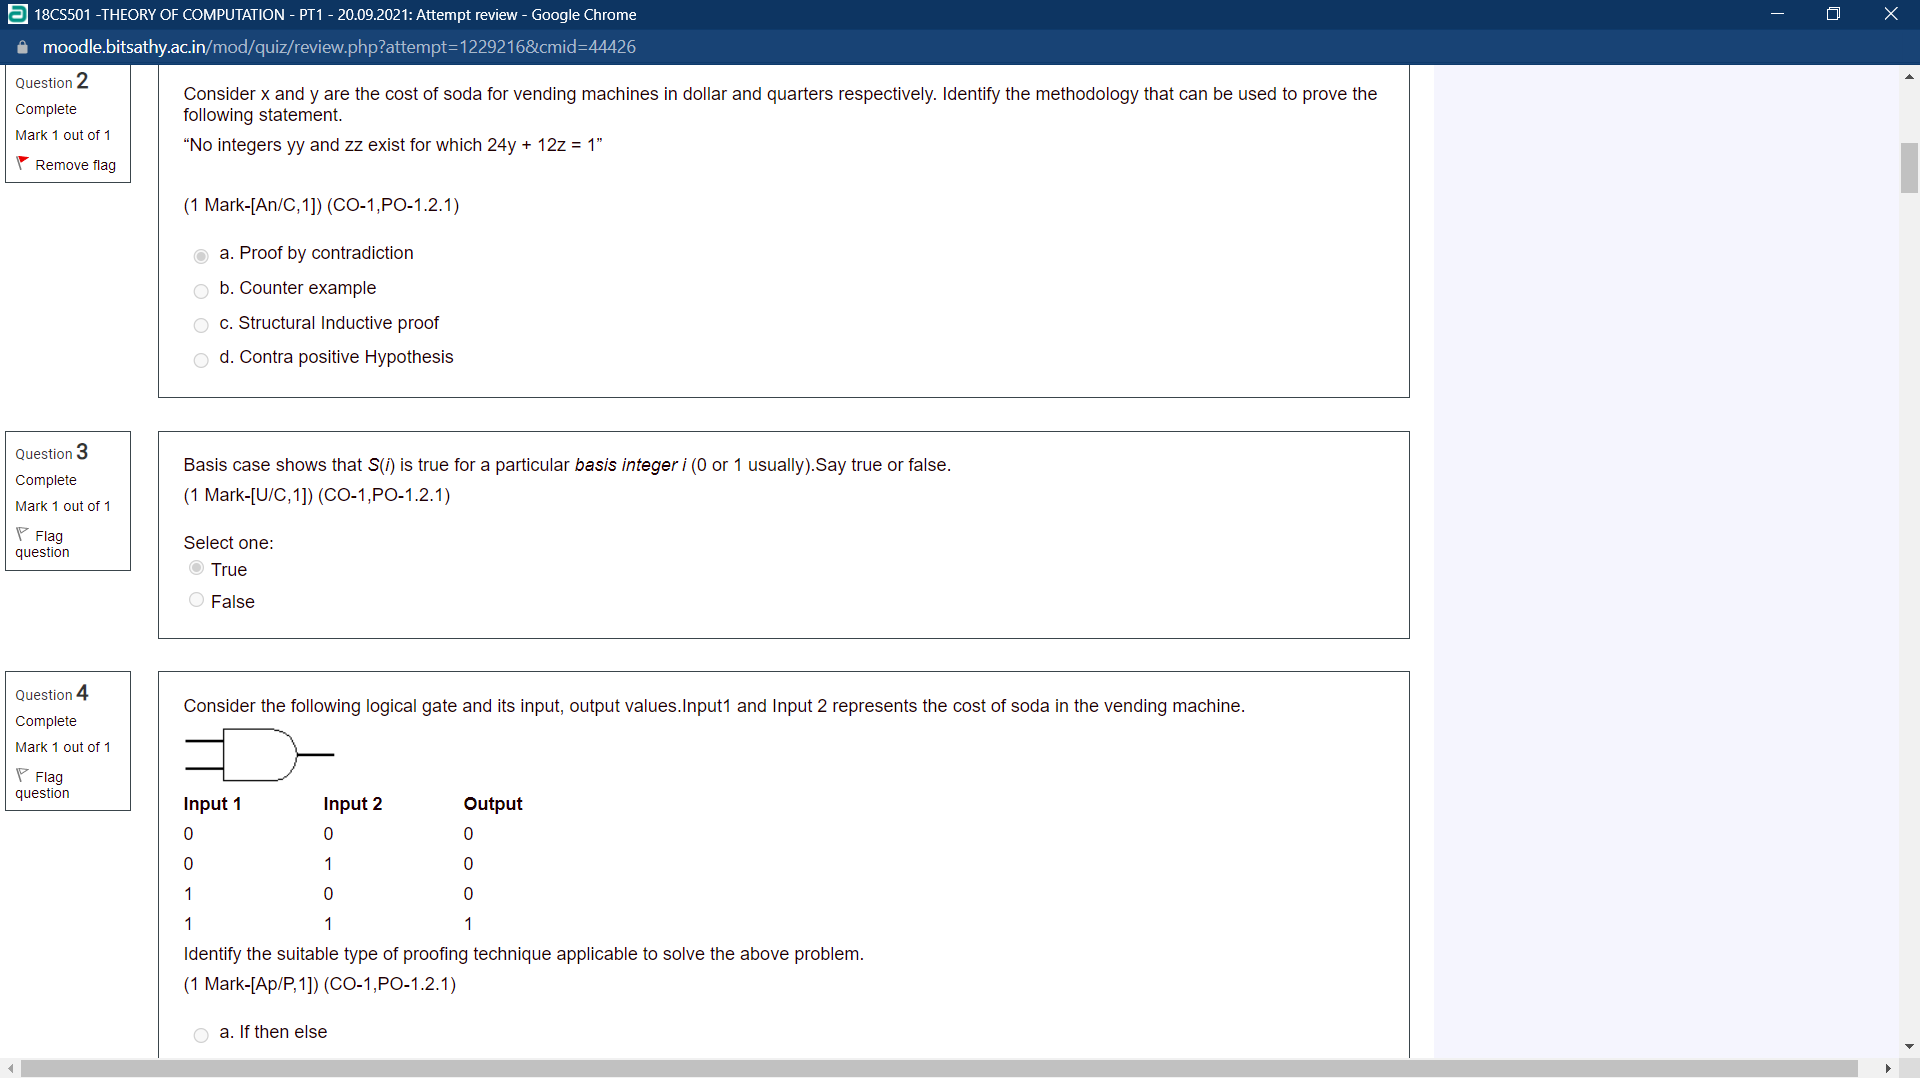 18CS501 -THEORY OF COMPUTATION - PT1 - 20.09.2021: Attempt review - Google Chrome
moodle.bitsathy.ac.in/mod/quiz/review.php?attempt=1229216&cmid=44426
Question 2
Complete
Mark 1 out of 1
Remove flag
Consider x and y are the cost of soda for vending machines in dollar and quarters respectively. Identify the methodology that can be used to prove the
following statement.
“No integers yy and zz exist for which 24y + 12z = 1”
(1 Mark-[An/C,1]) (CO-1,PO-1.2.1)
a. Proof by contradiction
b. Counter example
c. Structural Inductive proof
d. Contra positive Hypothesis
Question 3
Complete
Mark 1 out of 1
Flag
question
Basis case shows that S(i) is true for a particular basis integer i (0 or 1 usually).Say true or false.
(1 Mark-[U/C,1]) (CO-1,PO-1.2.1)
Select one:
True
False
Question 4
Complete
Mark 1 out of 1
Flag
question
Consider the following logical gate and its input, output values.Input1 and Input 2 represents the cost of soda in the vending machine.
Input 1 Input 2 Output
0 0 0
0 1 0
1 0 0
1 1 1
Identify the suitable type of proofing technique applicable to solve the above problem.
(1 Mark-[Ap/P,1]) (CO-1,PO-1.2.1)
a. If then else